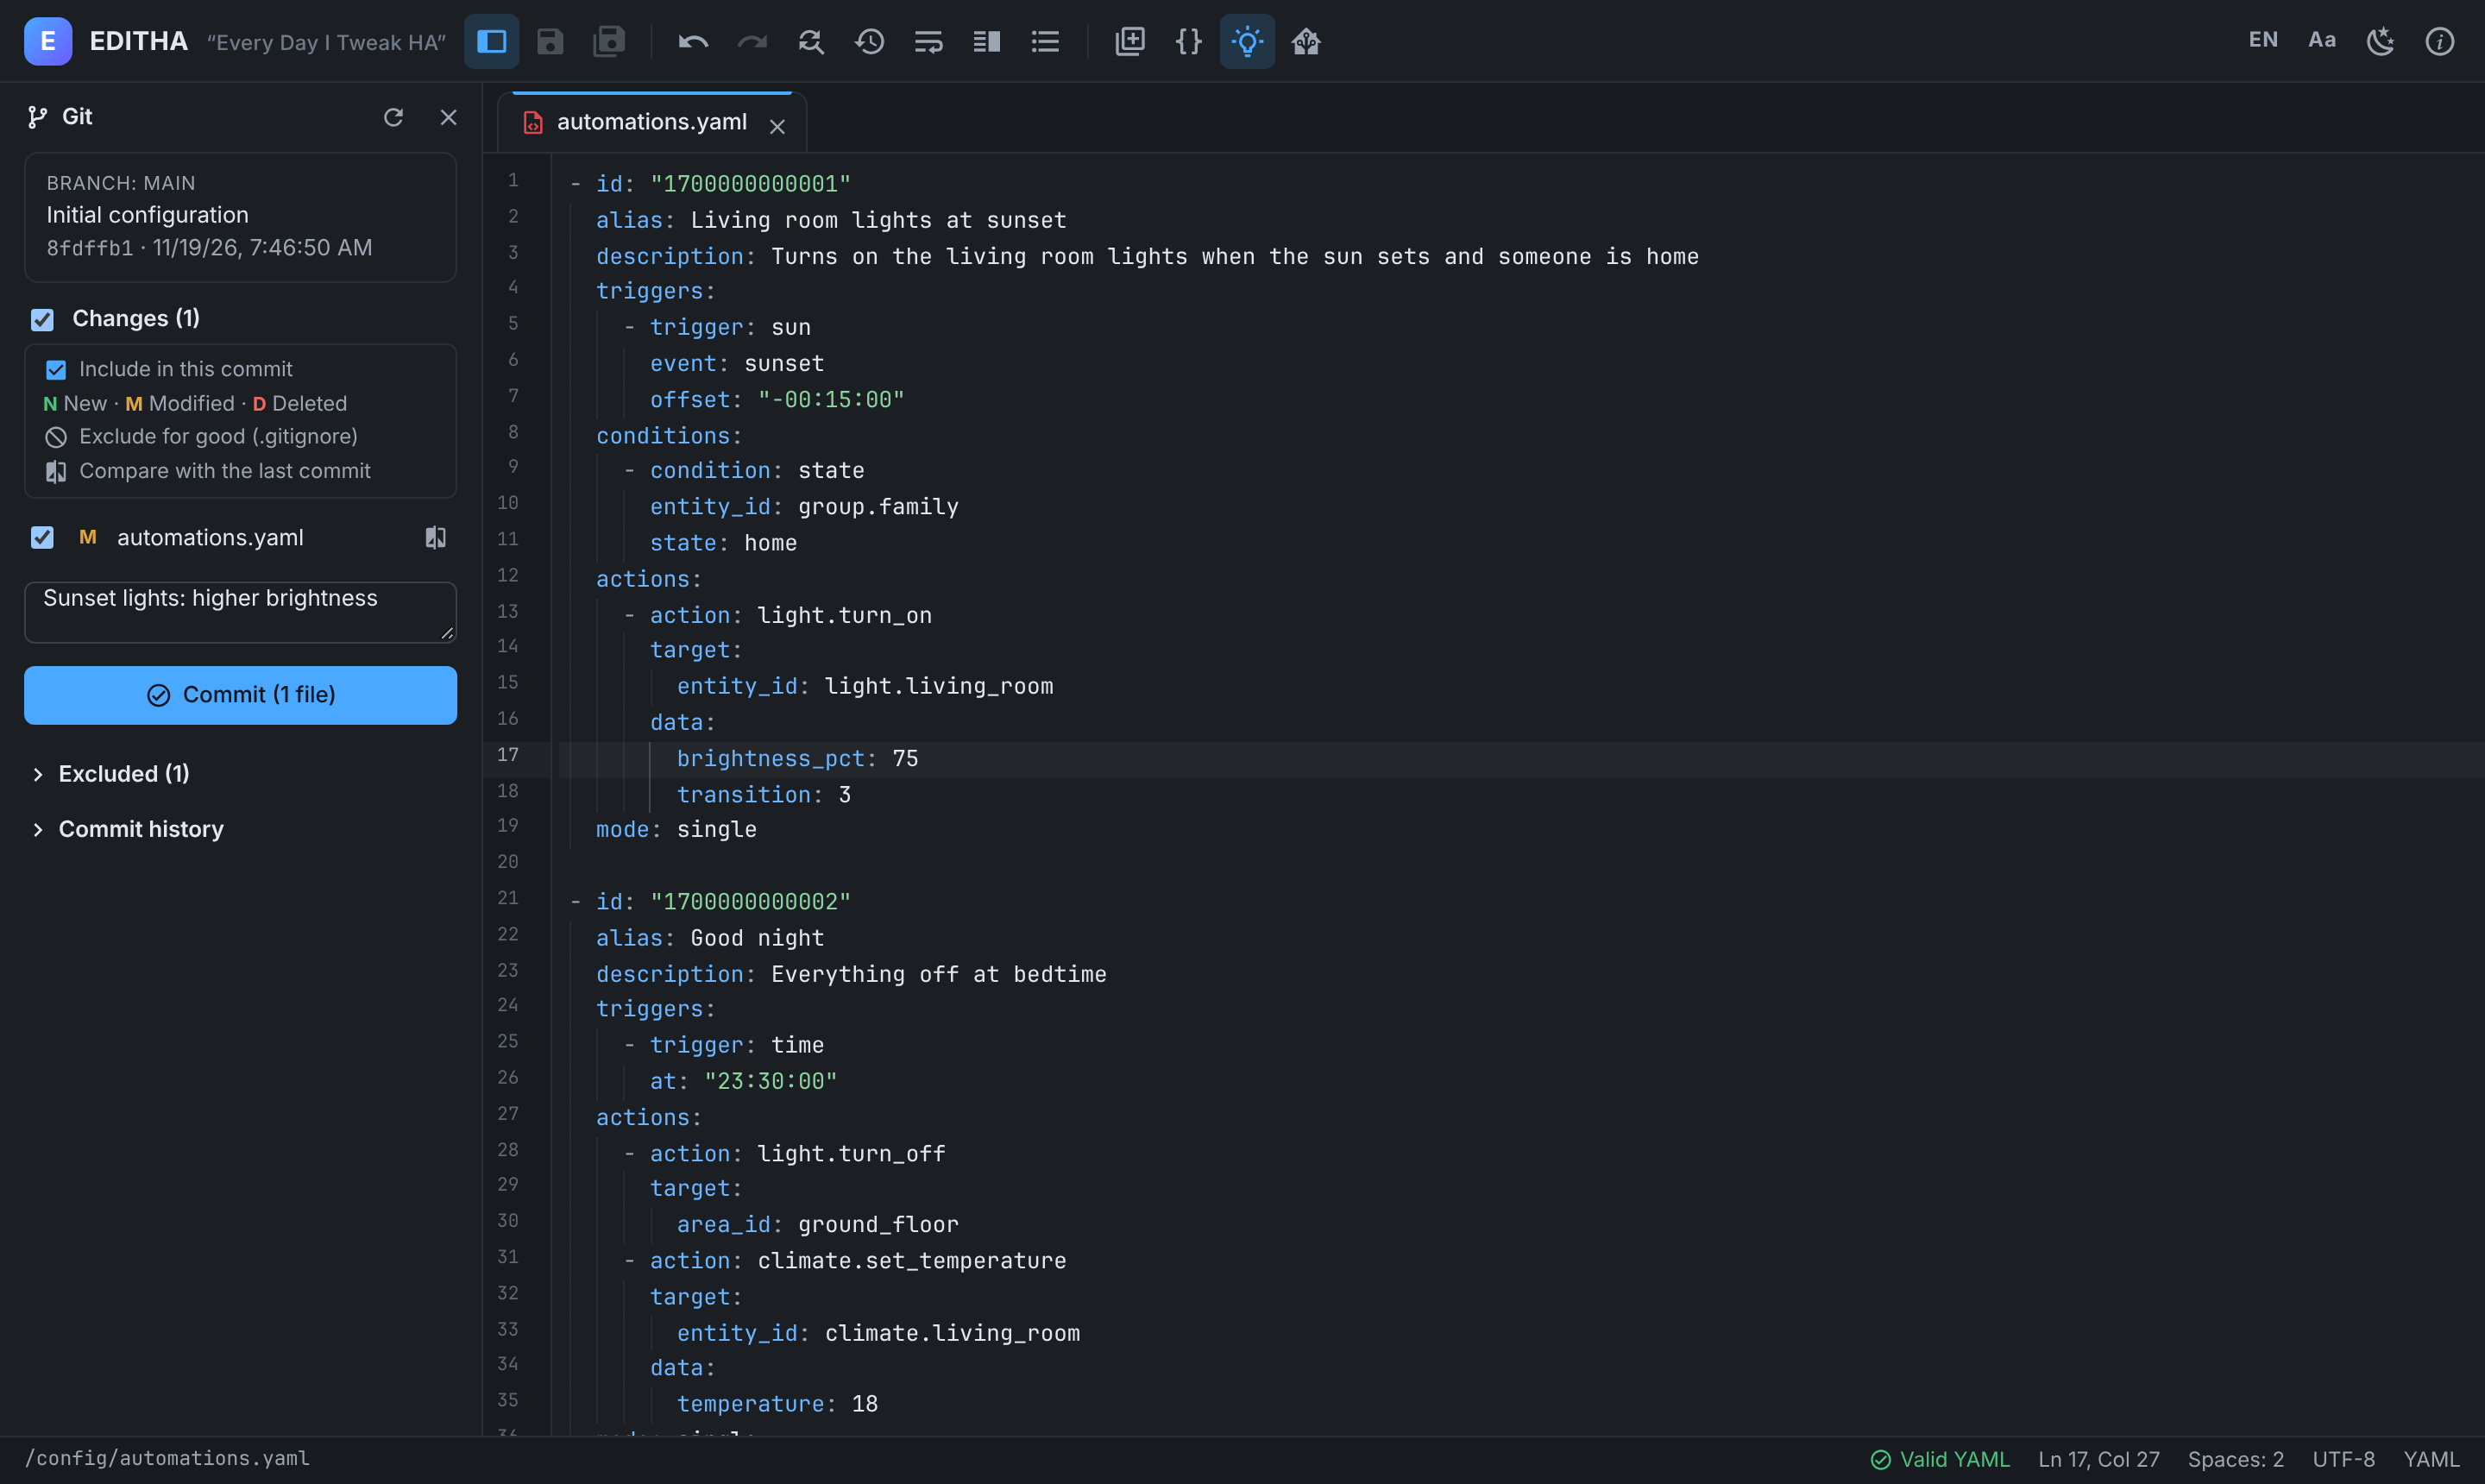 E EDITHA “Every Day I Tweak HA” EN Aa
Git
BRANCH: MAIN
Initial configuration
8fdffb1 · 11/19/26, 7:46:50 AM
Changes (1)
Include in this commit
N New · M Modified · D Deleted
Exclude for good (.gitignore)
Compare with the last commit
M automations.yaml
Sunset lights: higher brightness
Commit (1 file)
Excluded (1)
Commit history
automations.yaml
1 - id: "1700000000001"
2 alias: Living room lights at sunset
3 description: Turns on the living room lights when the sun sets and someone is home
4 triggers:
5 - trigger: sun
6 event: sunset
7 offset: "-00:15:00"
8 conditions:
9 - condition: state
10 entity_id: group.family
11 state: home
12 actions:
13 - action: light.turn_on
14 target:
15 entity_id: light.living_room
16 data:
17 brightness_pct: 75
18 transition: 3
19 mode: single
20
21 - id: "1700000000002"
22 alias: Good night
23 description: Everything off at bedtime
24 triggers:
25 - trigger: time
26 at: "23:30:00"
27 actions:
28 - action: light.turn_off
29 target:
30 area_id: ground_floor
31 - action: climate.set_temperature
32 target:
33 entity_id: climate.living_room
34 data:
35 temperature: 18
/config/automations.yaml
Valid YAML Ln 17, Col 27 Spaces: 2 UTF-8 YAML